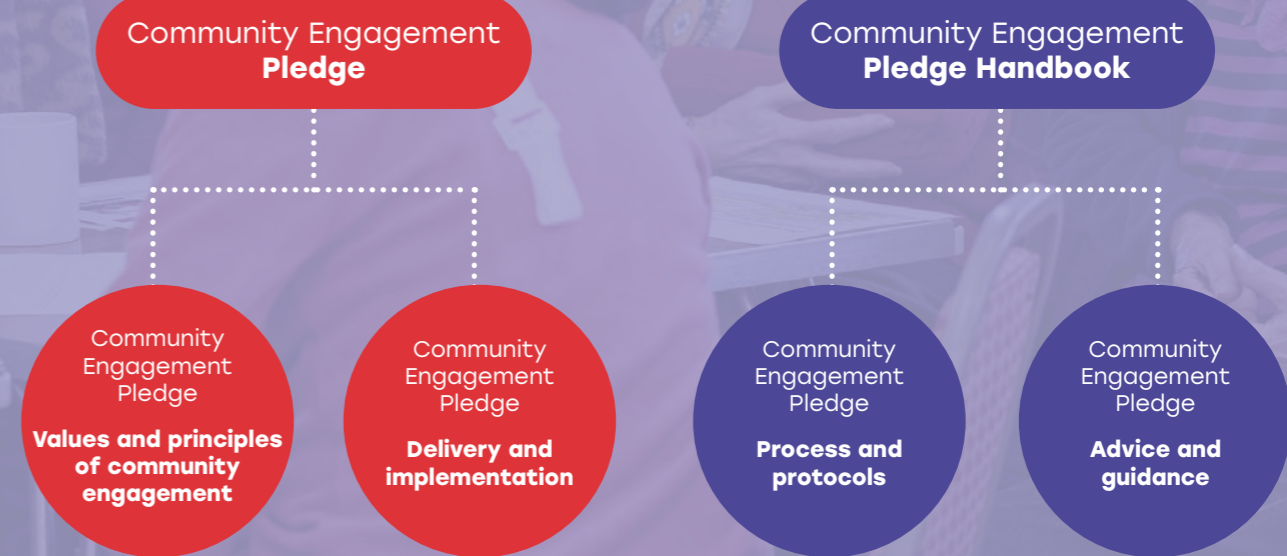 Community Engagement
Pledge
Community Engagement
Pledge Handbook
Community
Engagement
Pledge
Values and principles
of community
engagement
Community
Engagement
Pledge
Delivery and
implementation
Community
Engagement
Pledge
Process and
protocols
Community
Engagement
Pledge
Advice and
guidance